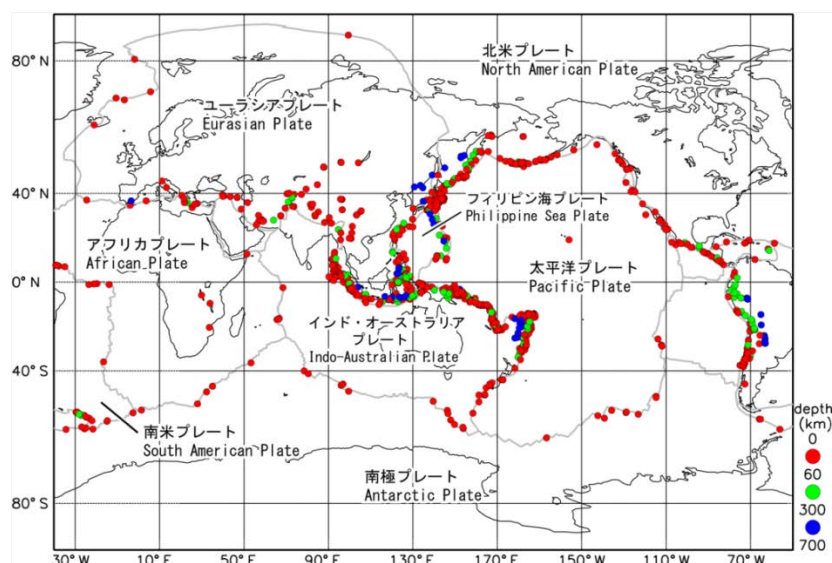 北米プレート
North American Plate
80° N
ユーラシアプレート
Eurasian Plate
40° N
フィリピン海プレート
Philippine Sea Plate
アフリカプレート
African Plate
太平洋プレート
Pacific Plate
0° N
インド・オーストラリア
プレート
Indo-Australian Plate
40° S
南米プレート
South American Plate
南極プレート
Antarctic Plate
80° S
depth
(km)
0
60
300
700
30°W
10°E
50°E
90°E
130°E
170°E
150°W
110°W
70°W